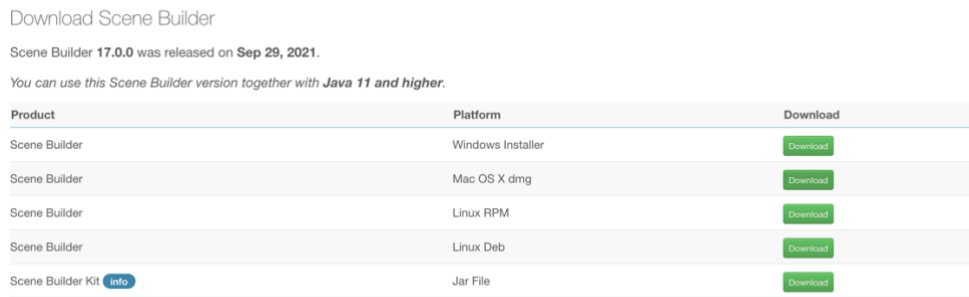 Download Scene Builder
Scene Builder 17.0.0 was released on Sep 29, 2021.
You can use this Scene Builder version together with Java 11 and higher.
Product Platform Download
Scene Builder Windows Installer Download
Scene Builder Mac OS X dmg Download
Scene Builder Linux RPM Download
Scene Builder Linux Deb Download
Scene Builder Kit info Jar File Download